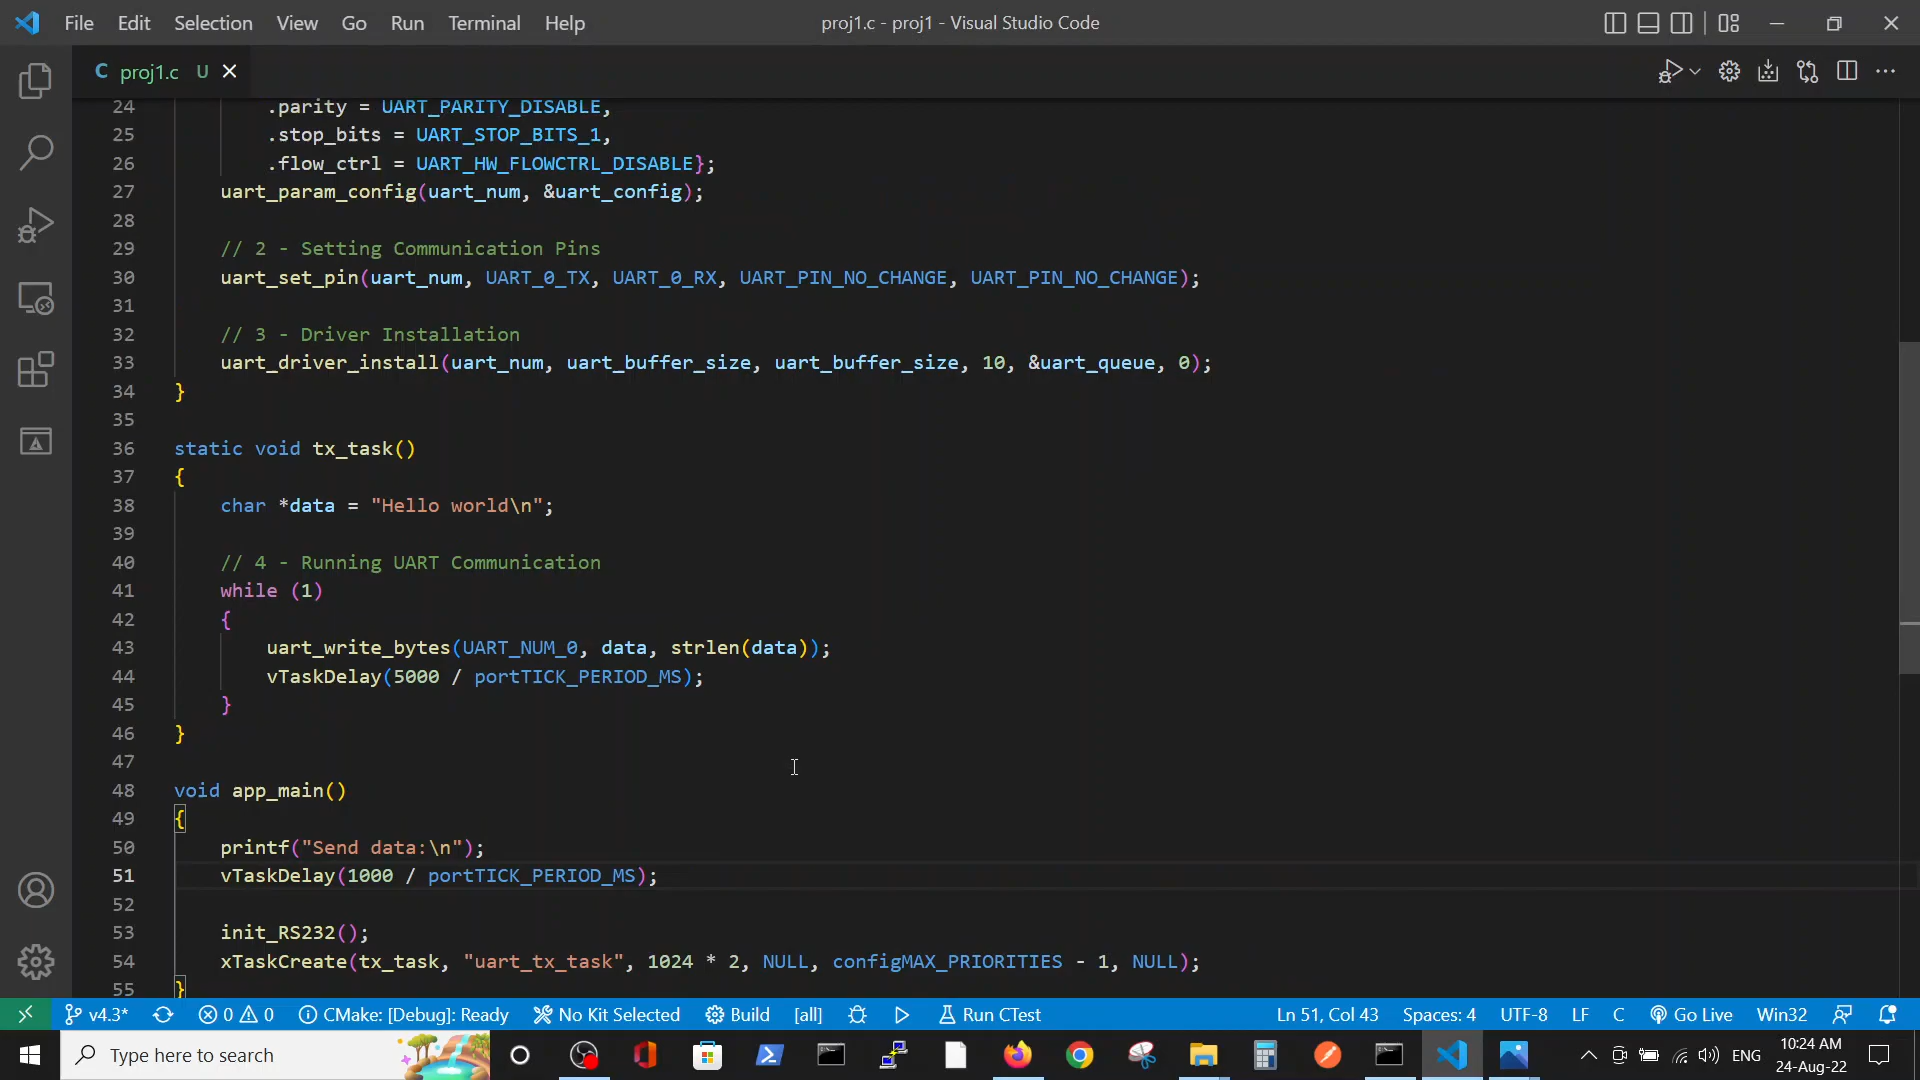 File Edit Selection View Go Run Terminal Help proj1.c - proj1 - Visual Studio Code
C proj1.c U
24 .parity = UART_PARITY_DISABLE,
25 .stop_bits = UART_STOP_BITS_1,
26 .flow_ctrl = UART_HW_FLOWCTRL_DISABLE};
27 uart_param_config(uart_num, &uart_config);
28
29 // 2 - Setting Communication Pins
30 uart_set_pin(uart_num, UART_0_TX, UART_0_RX, UART_PIN_NO_CHANGE, UART_PIN_NO_CHANGE);
31
32 // 3 - Driver Installation
33 uart_driver_install(uart_num, uart_buffer_size, uart_buffer_size, 10, &uart_queue, 0);
34 }
35
36 static void tx_task()
37 {
38 char *data = "Hello world\n";
39
40 // 4 - Running UART Communication
41 while (1)
42 {
43 uart_write_bytes(UART_NUM_0, data, strlen(data));
44 vTaskDelay(5000 / portTICK_PERIOD_MS);
45 }
46 }
47
48 void app_main()
49 {
50 printf("Send data:\n");
51 vTaskDelay(1000 / portTICK_PERIOD_MS);
52
53 init_RS232();
54 xTaskCreate(tx_task, "uart_tx_task", 1024 * 2, NULL, configMAX_PRIORITIES - 1, NULL);
55 }
v4.3* 0 0 CMake: [Debug]: Ready No Kit Selected Build [all] Run CTest Ln 51, Col 43 Spaces: 4 UTF-8 LF C Go Live Win32
Type here to search ENG 10:24 AM
24-Aug-22